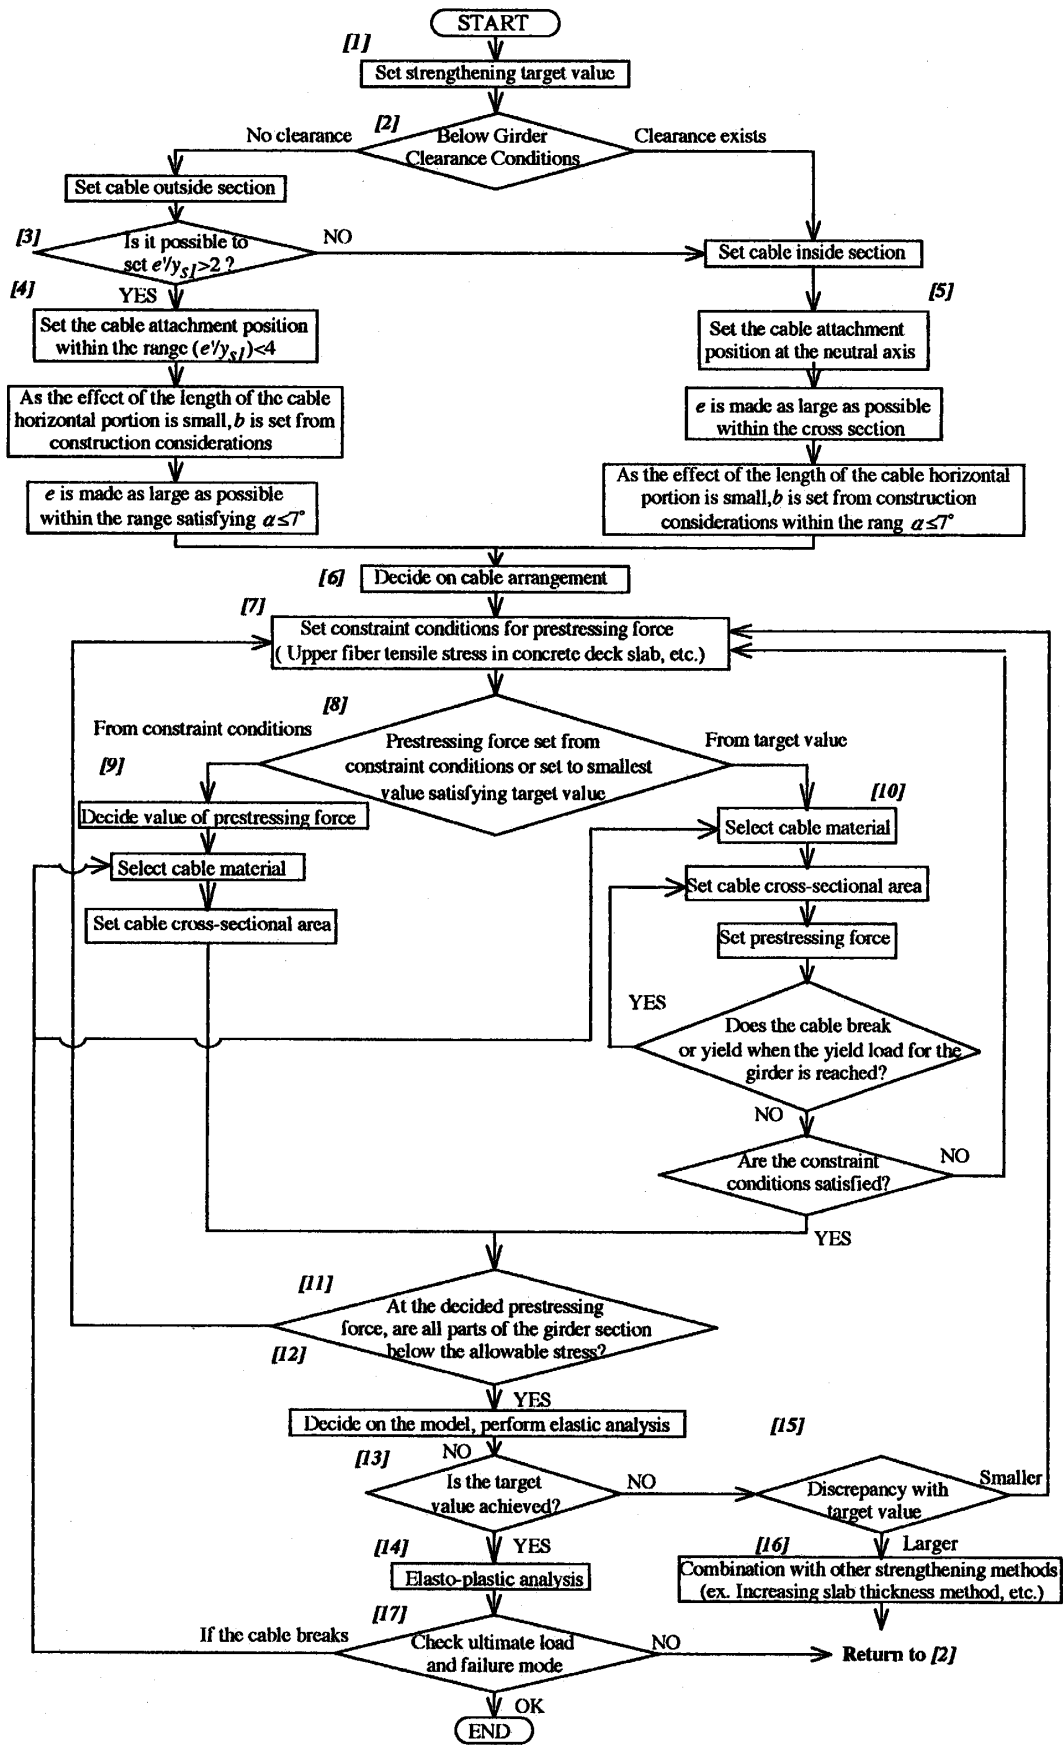 START
[1]
Set strengthening target value
[2]
No clearance
Below Girder
Clearance Conditions
Clearance exists
Set cable outside section
[3]
Is it possible to
set e'/ys1>2 ?
NO
Set cable inside section
[4]
YES
Set the cable attachment position
within the range (e'/ys1)<4
[5]
Set the cable attachment
position at the neutral axis
As the effect of the length of the cable
horizontal portion is small, b is set from
construction considerations
e is made as large as possible
within the cross section
e is made as large as possible
within the range satisfying α≤7°
As the effect of the length of the cable horizontal
portion is small, b is set from construction
considerations within the rang α≤7°
[6]
Decide on cable arrangement
[7]
Set constraint conditions for prestressing force
( Upper fiber tensile stress in concrete deck slab, etc.)
[8]
From constraint conditions
Prestressing force set from
constraint conditions or set to smallest
value satisfying target value
From target value
[9]
Decide value of prestressing force
Select cable material
Set cable cross-sectional area
[10]
Select cable material
Set cable cross-sectional area
Set prestressing force
YES
Does the cable break
or yield when the yield load for the
girder is reached?
NO
Are the constraint
conditions satisfied?
NO
YES
[11]
At the decided prestressing
force, are all parts of the girder section
below the allowable stress?
[12]
YES
Decide on the model, perform elastic analysis
NO
[13]
Is the target
value achieved?
NO
[15]
Discrepancy with
target value
Smaller
YES
Larger
[14]
Elasto-plastic analysis
[16]
Combination with other strengthening methods
(ex. Increasing slab thickness method, etc.)
[17]
If the cable breaks
Check ultimate load
and failure mode
NO
Return to [2]
OK
END